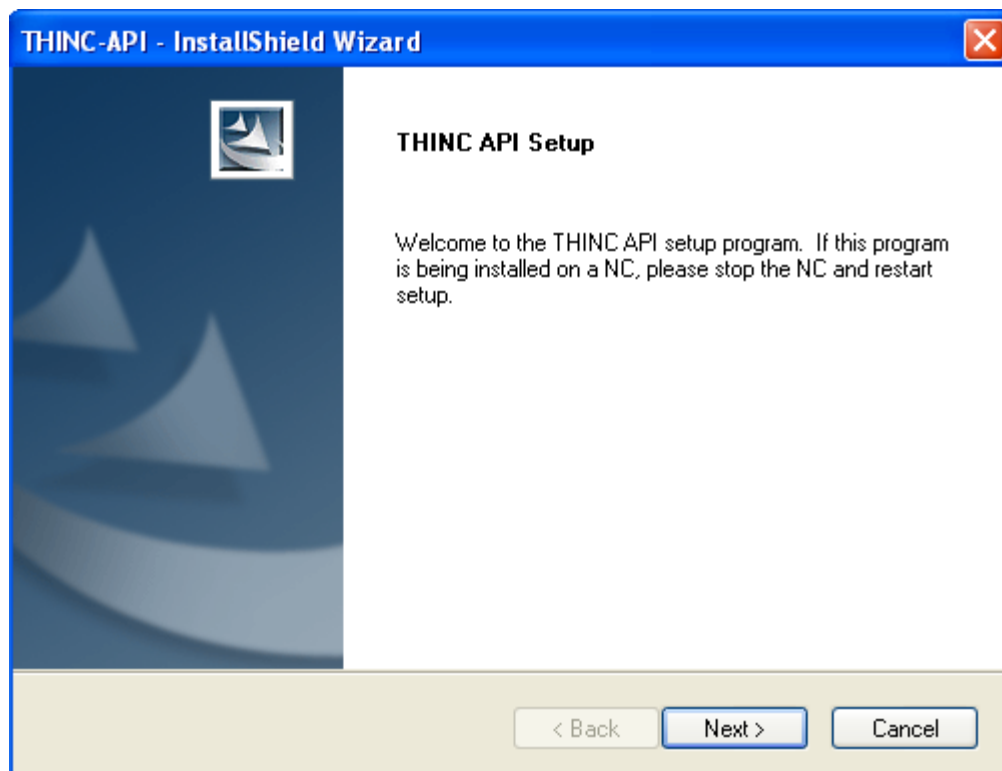 THINC-API - InstallShield Wizard
THINC API Setup
Welcome to the THINC API setup program.  If this program
is being installed on a NC, please stop the NC and restart
setup.
< Back
Next >
Cancel